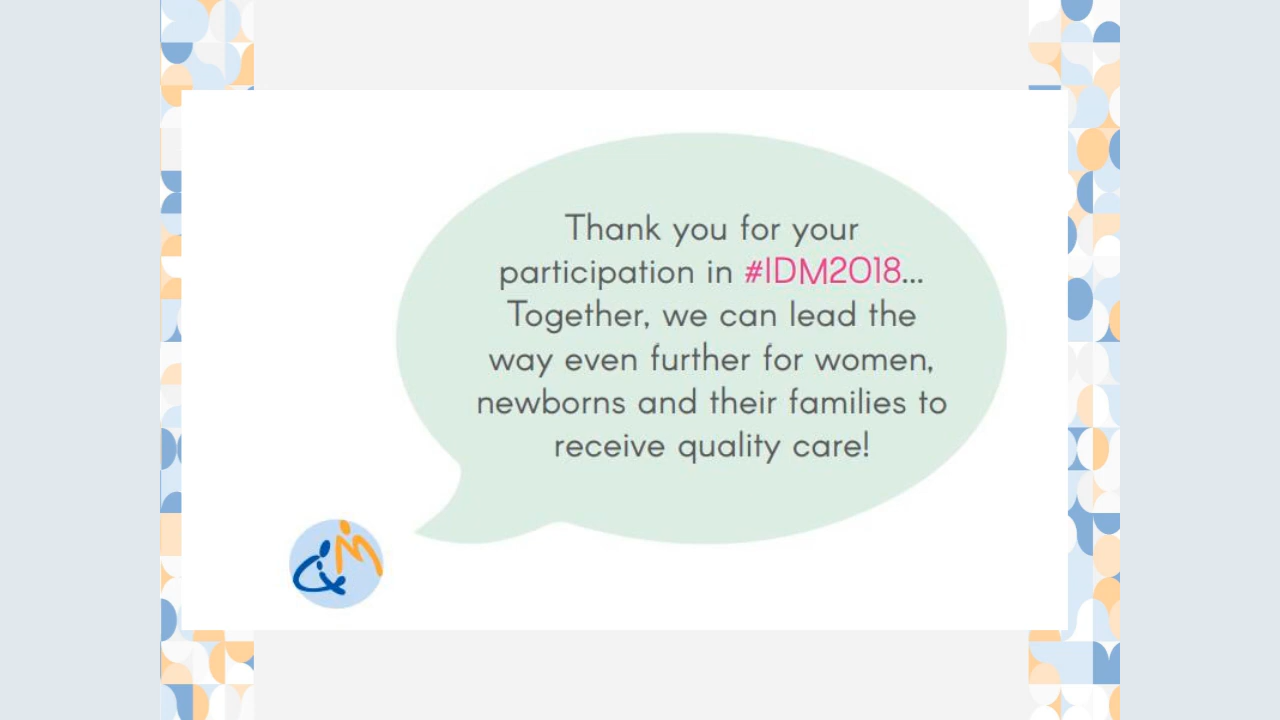 Thank you for your
participation in #IDM2018...
Together, we can lead the
way even further for women,
newborns and their families to
receive quality care!